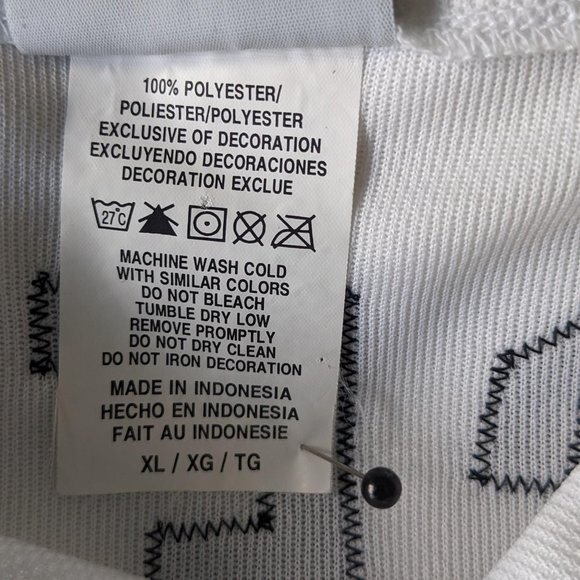 100% POLYESTER/
POLIESTER/POLYESTER
EXCLUSIVE OF DECORATION
EXCLUYENDO DECORACIONES
DECORATION EXCLUE
27°C
MACHINE WASH COLD
WITH SIMILAR COLORS
DO NOT BLEACH
TUMBLE DRY LOW
REMOVE PROMPTLY
DO NOT DRY CLEAN
DO NOT IRON DECORATION
MADE IN INDONESIA
HECHO EN INDONESIA
FAIT AU INDONESIE
XL / XG / TG